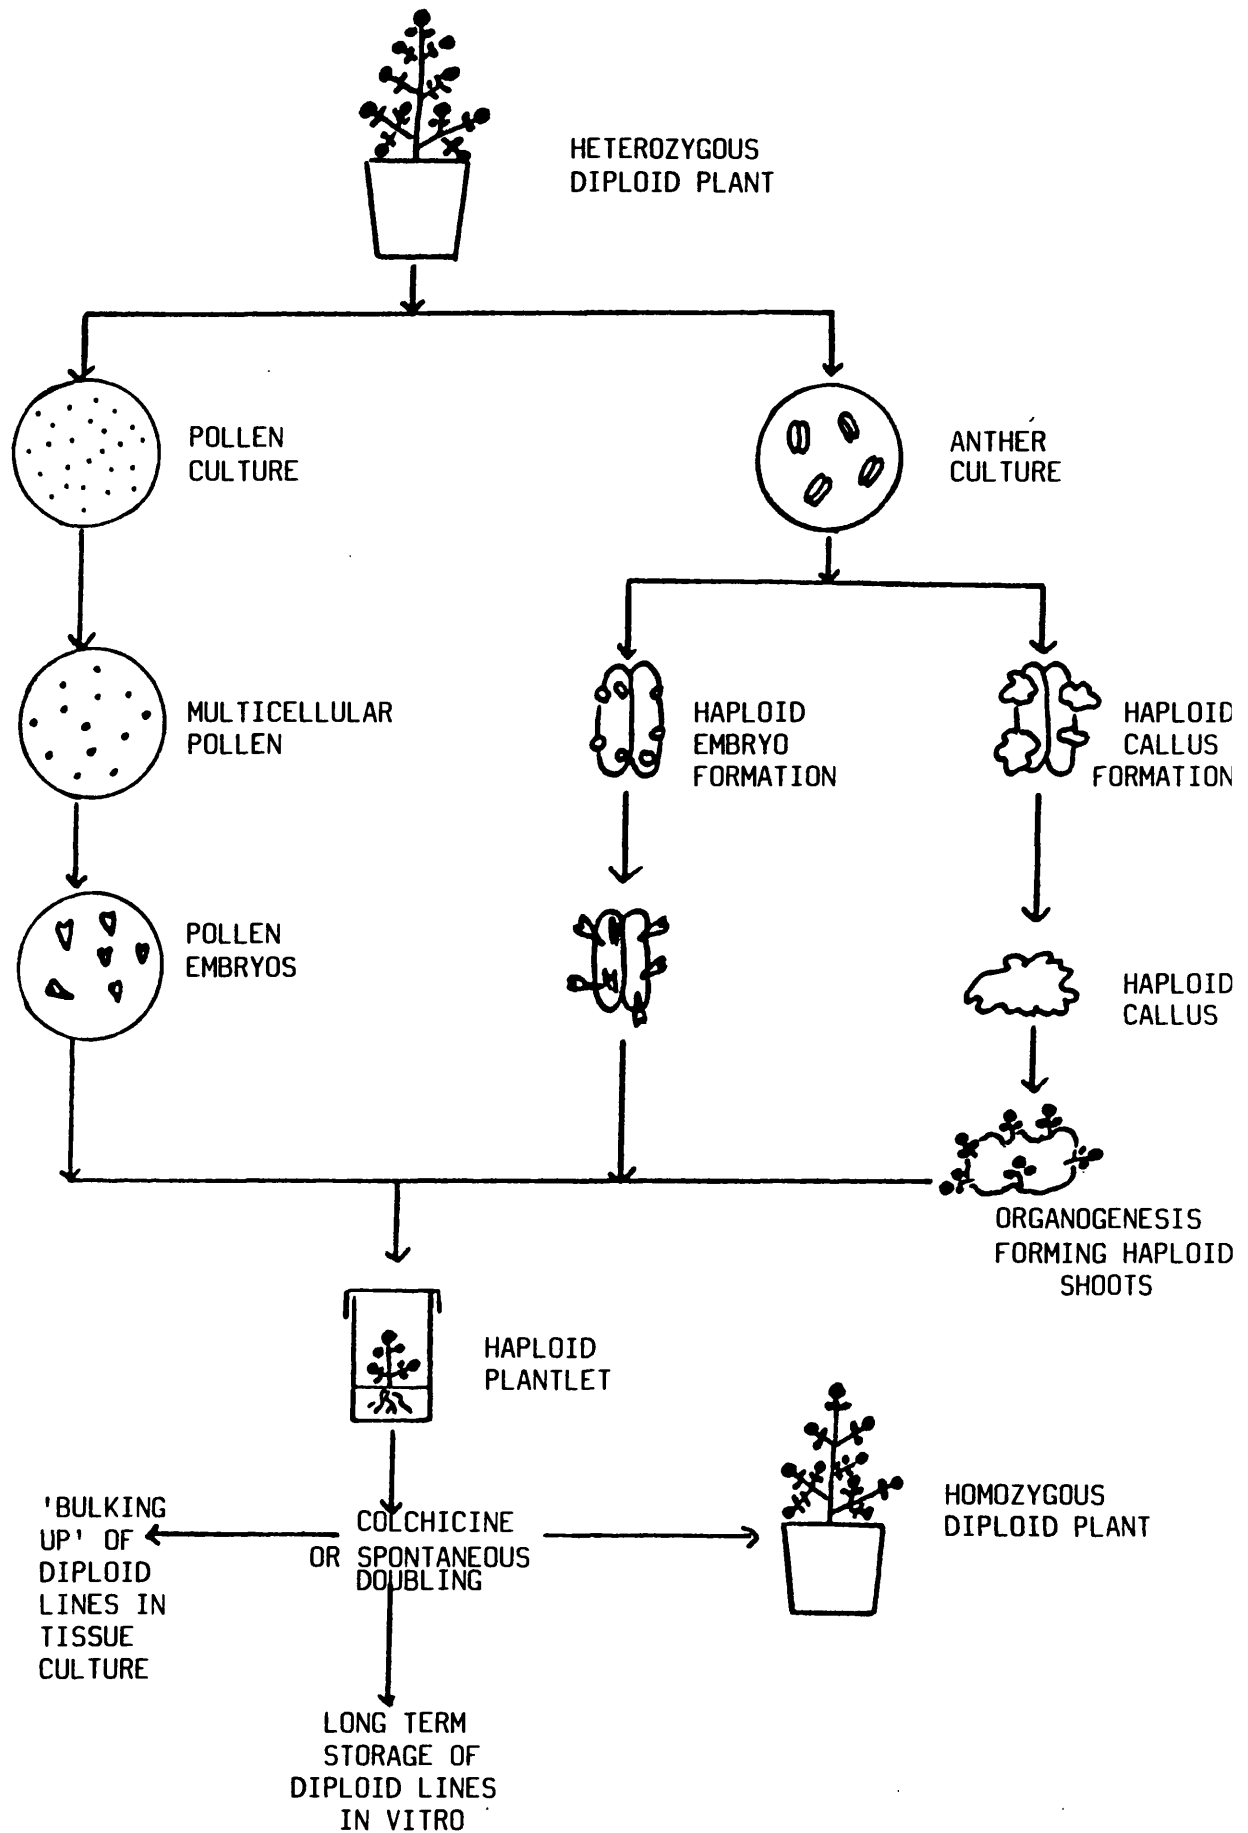 HETEROZYGOUS
DIPLOID PLANT
POLLEN
CULTURE
ANTHER
CULTURE
MULTICELLULAR
POLLEN
HAPLOID
EMBRYO
FORMATION
HAPLOID
CALLUS
FORMATION
POLLEN
EMBRYOS
HAPLOID
CALLUS
ORGANOGENESIS
FORMING HAPLOID
SHOOTS
HAPLOID
PLANTLET
'BULKING
UP' OF
DIPLOID
LINES IN
TISSUE
CULTURE
COLCHICINE
OR SPONTANEOUS
DOUBLING
HOMOZYGOUS
DIPLOID PLANT
LONG TERM
STORAGE OF
DIPLOID LINES
IN VITRO